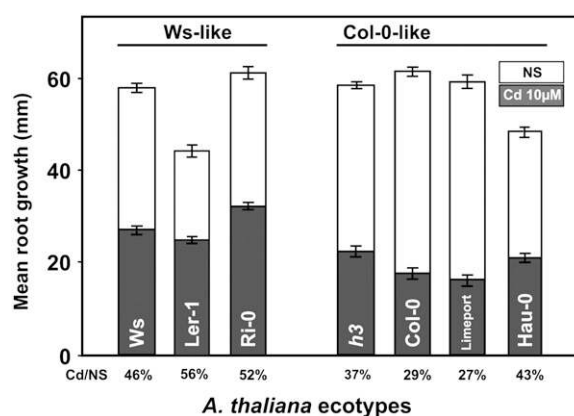 Ws-like Col-0-like
NS
Cd 10µM
Mean root growth (mm)
60
40
20
0
Ws Ler-1 Ri-0 h3 Col-0 Limeport Hau-0
Cd/NS 46% 56% 52% 37% 29% 27% 43%
A. thaliana ecotypes